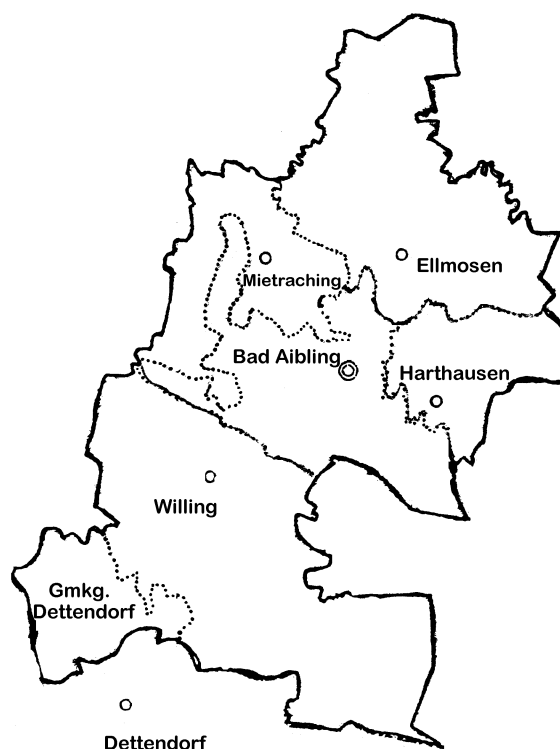 Ellmosen
Mietraching
Bad Aibling
Harthausen
Willing
Gmkg.
Dettendorf
Dettendorf